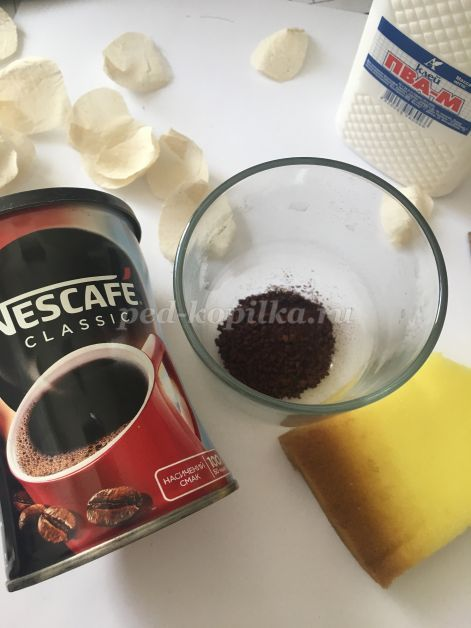 NESCAFÉ
CLASSIC
НАСИЧЕНИЙ
СМАК
100
Клей
ПВА-М
ped-kopilka.ru